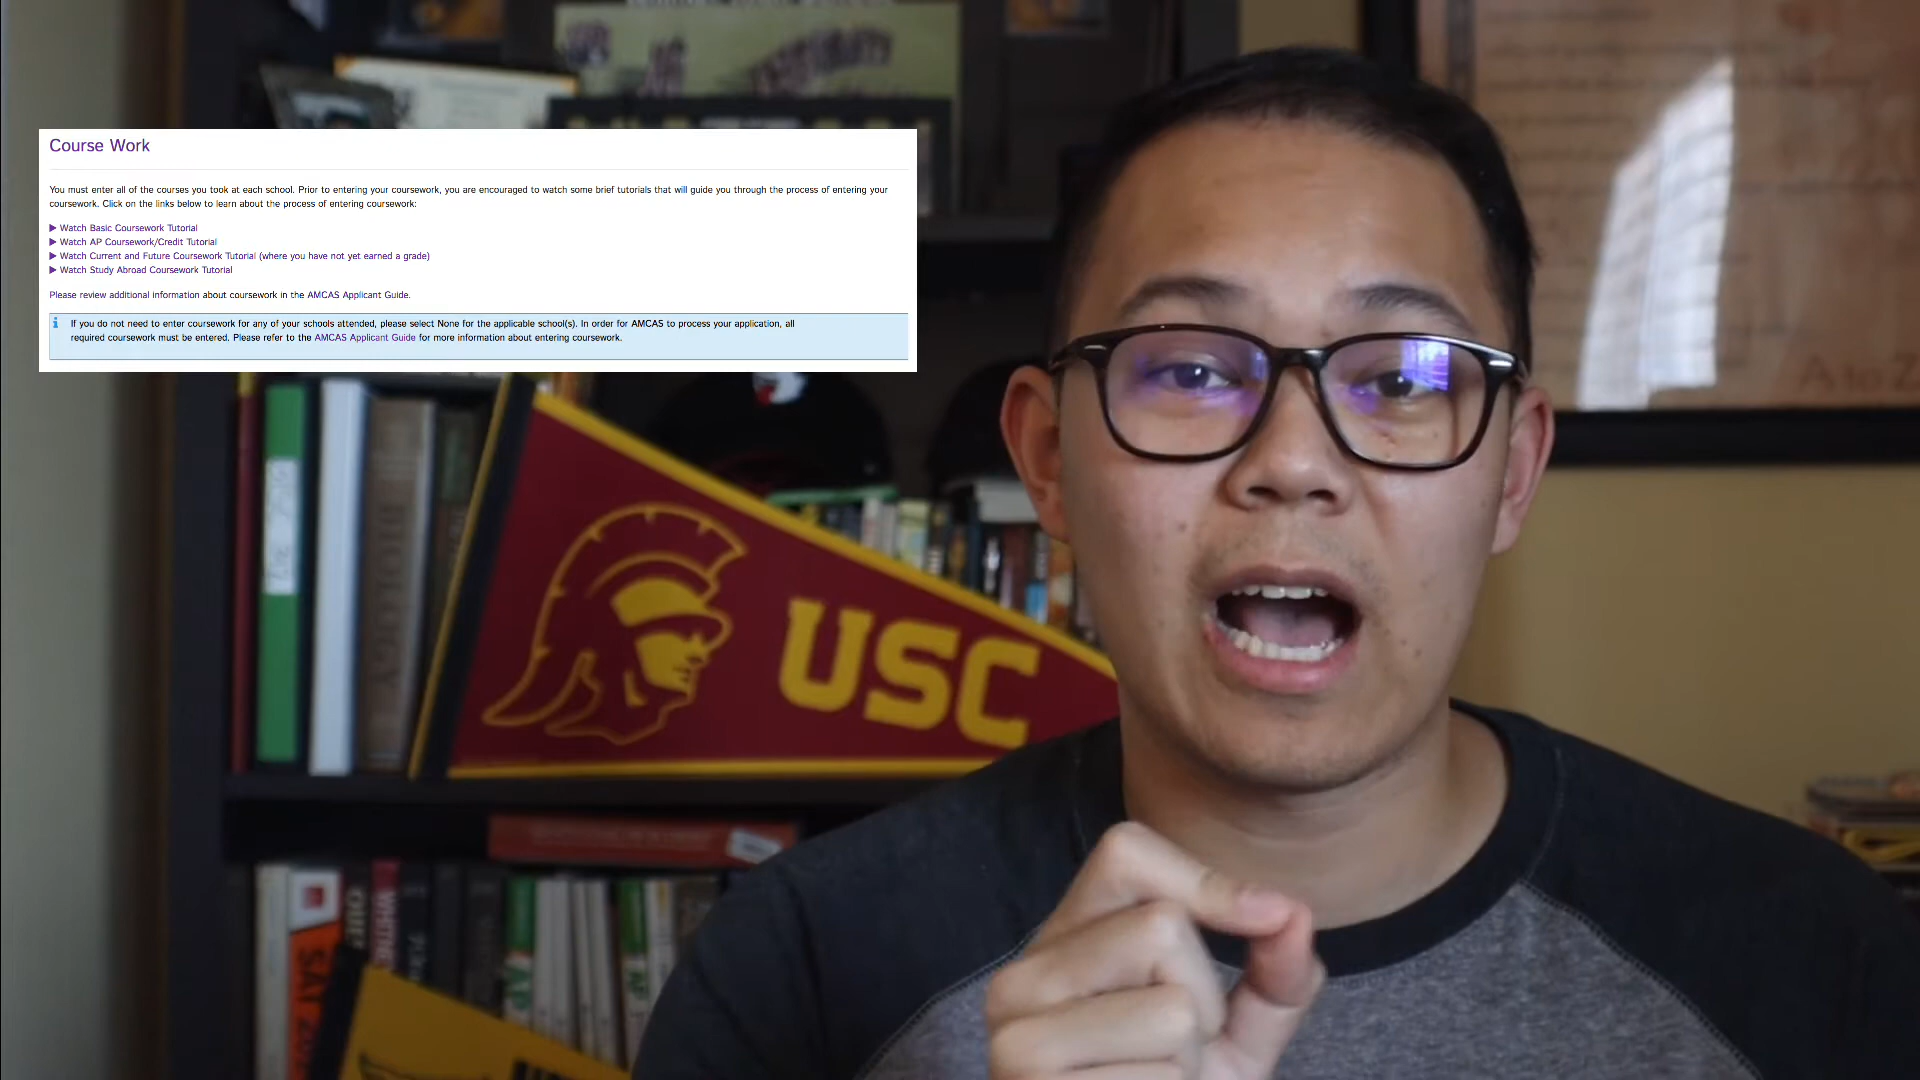 Course Work
You must enter all of the courses you took at each school. Prior to entering your coursework, you are encouraged to watch some brief tutorials that will guide you through the process of entering your
coursework. Click on the links below to learn about the process of entering coursework:
Watch Basic Coursework Tutorial
Watch AP Coursework/Credit Tutorial
Watch Current and Future Coursework Tutorial (where you have not yet earned a grade)
Watch Study Abroad Coursework Tutorial
Please review additional information about coursework in the AMCAS Applicant Guide.
If you do not need to enter coursework for any of your schools attended, please select None for the applicable school(s). In order for AMCAS to process your application, all
required coursework must be entered. Please refer to the AMCAS Applicant Guide for more information about entering coursework.
A to Z
BIOLOGY
USC
SAT
AP
AP